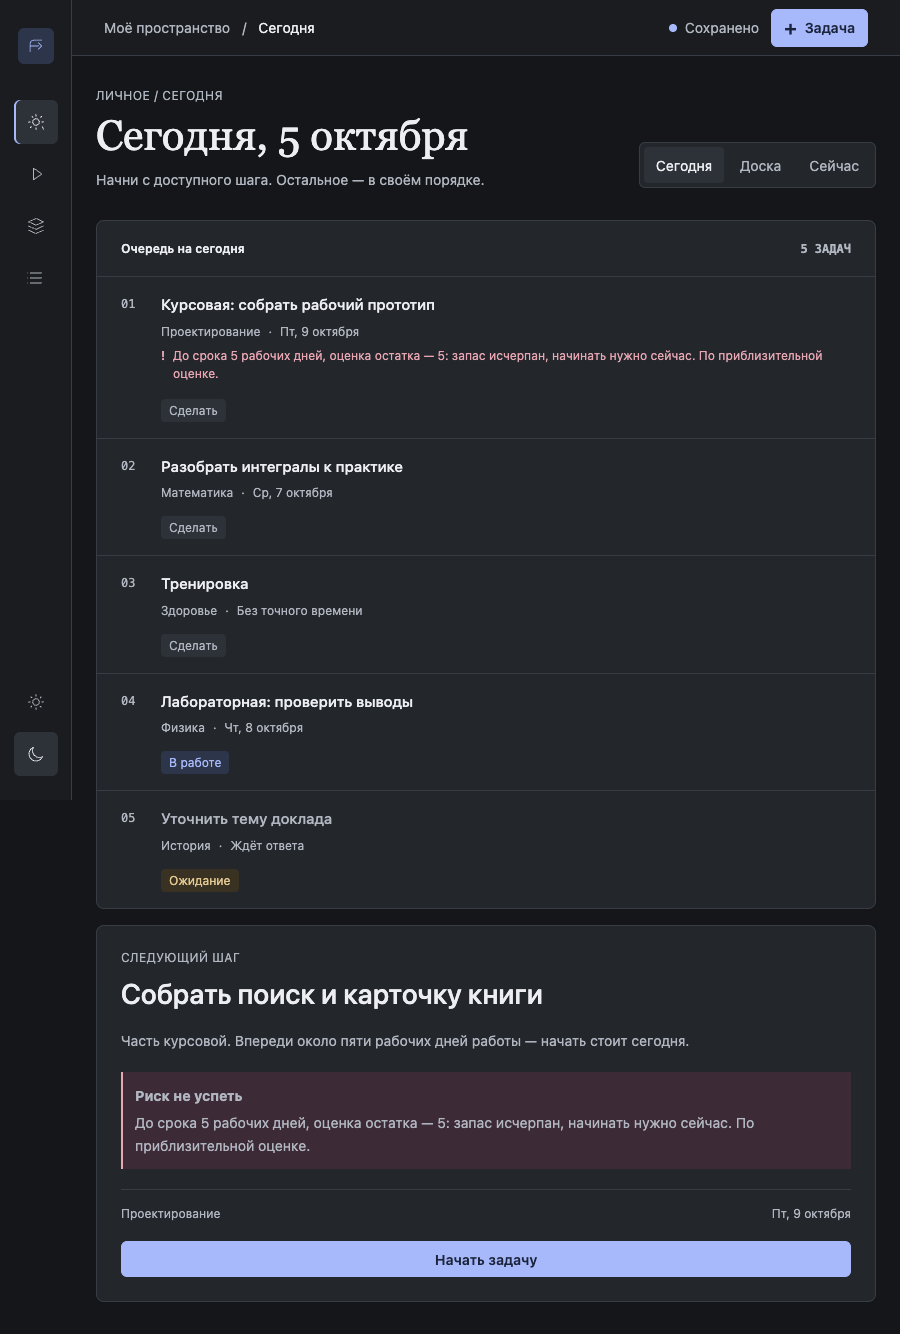 Моё пространство / Сегодня
Сохранено
+ Задача
ЛИЧНОЕ / СЕГОДНЯ
Сегодня, 5 октября
Начни с доступного шага. Остальное — в своём порядке.
Сегодня Доска Сейчас
Очередь на сегодня
5 ЗАДАЧ
01 Курсовая: собрать рабочий прототип
Проектирование · Пт, 9 октября
! До срока 5 рабочих дней, оценка остатка — 5: запас исчерпан, начинать нужно сейчас. По приблизительной
оценке.
Сделать
02 Разобрать интегралы к практике
Математика · Ср, 7 октября
Сделать
03 Тренировка
Здоровье · Без точного времени
Сделать
04 Лабораторная: проверить выводы
Физика · Чт, 8 октября
В работе
05 Уточнить тему доклада
История · Ждёт ответа
Ожидание
СЛЕДУЮЩИЙ ШАГ
Собрать поиск и карточку книги
Часть курсовой. Впереди около пяти рабочих дней работы — начать стоит сегодня.
Риск не успеть
До срока 5 рабочих дней, оценка остатка — 5: запас исчерпан, начинать нужно сейчас. По
приблизительной оценке.
Проектирование
Пт, 9 октября
Начать задачу